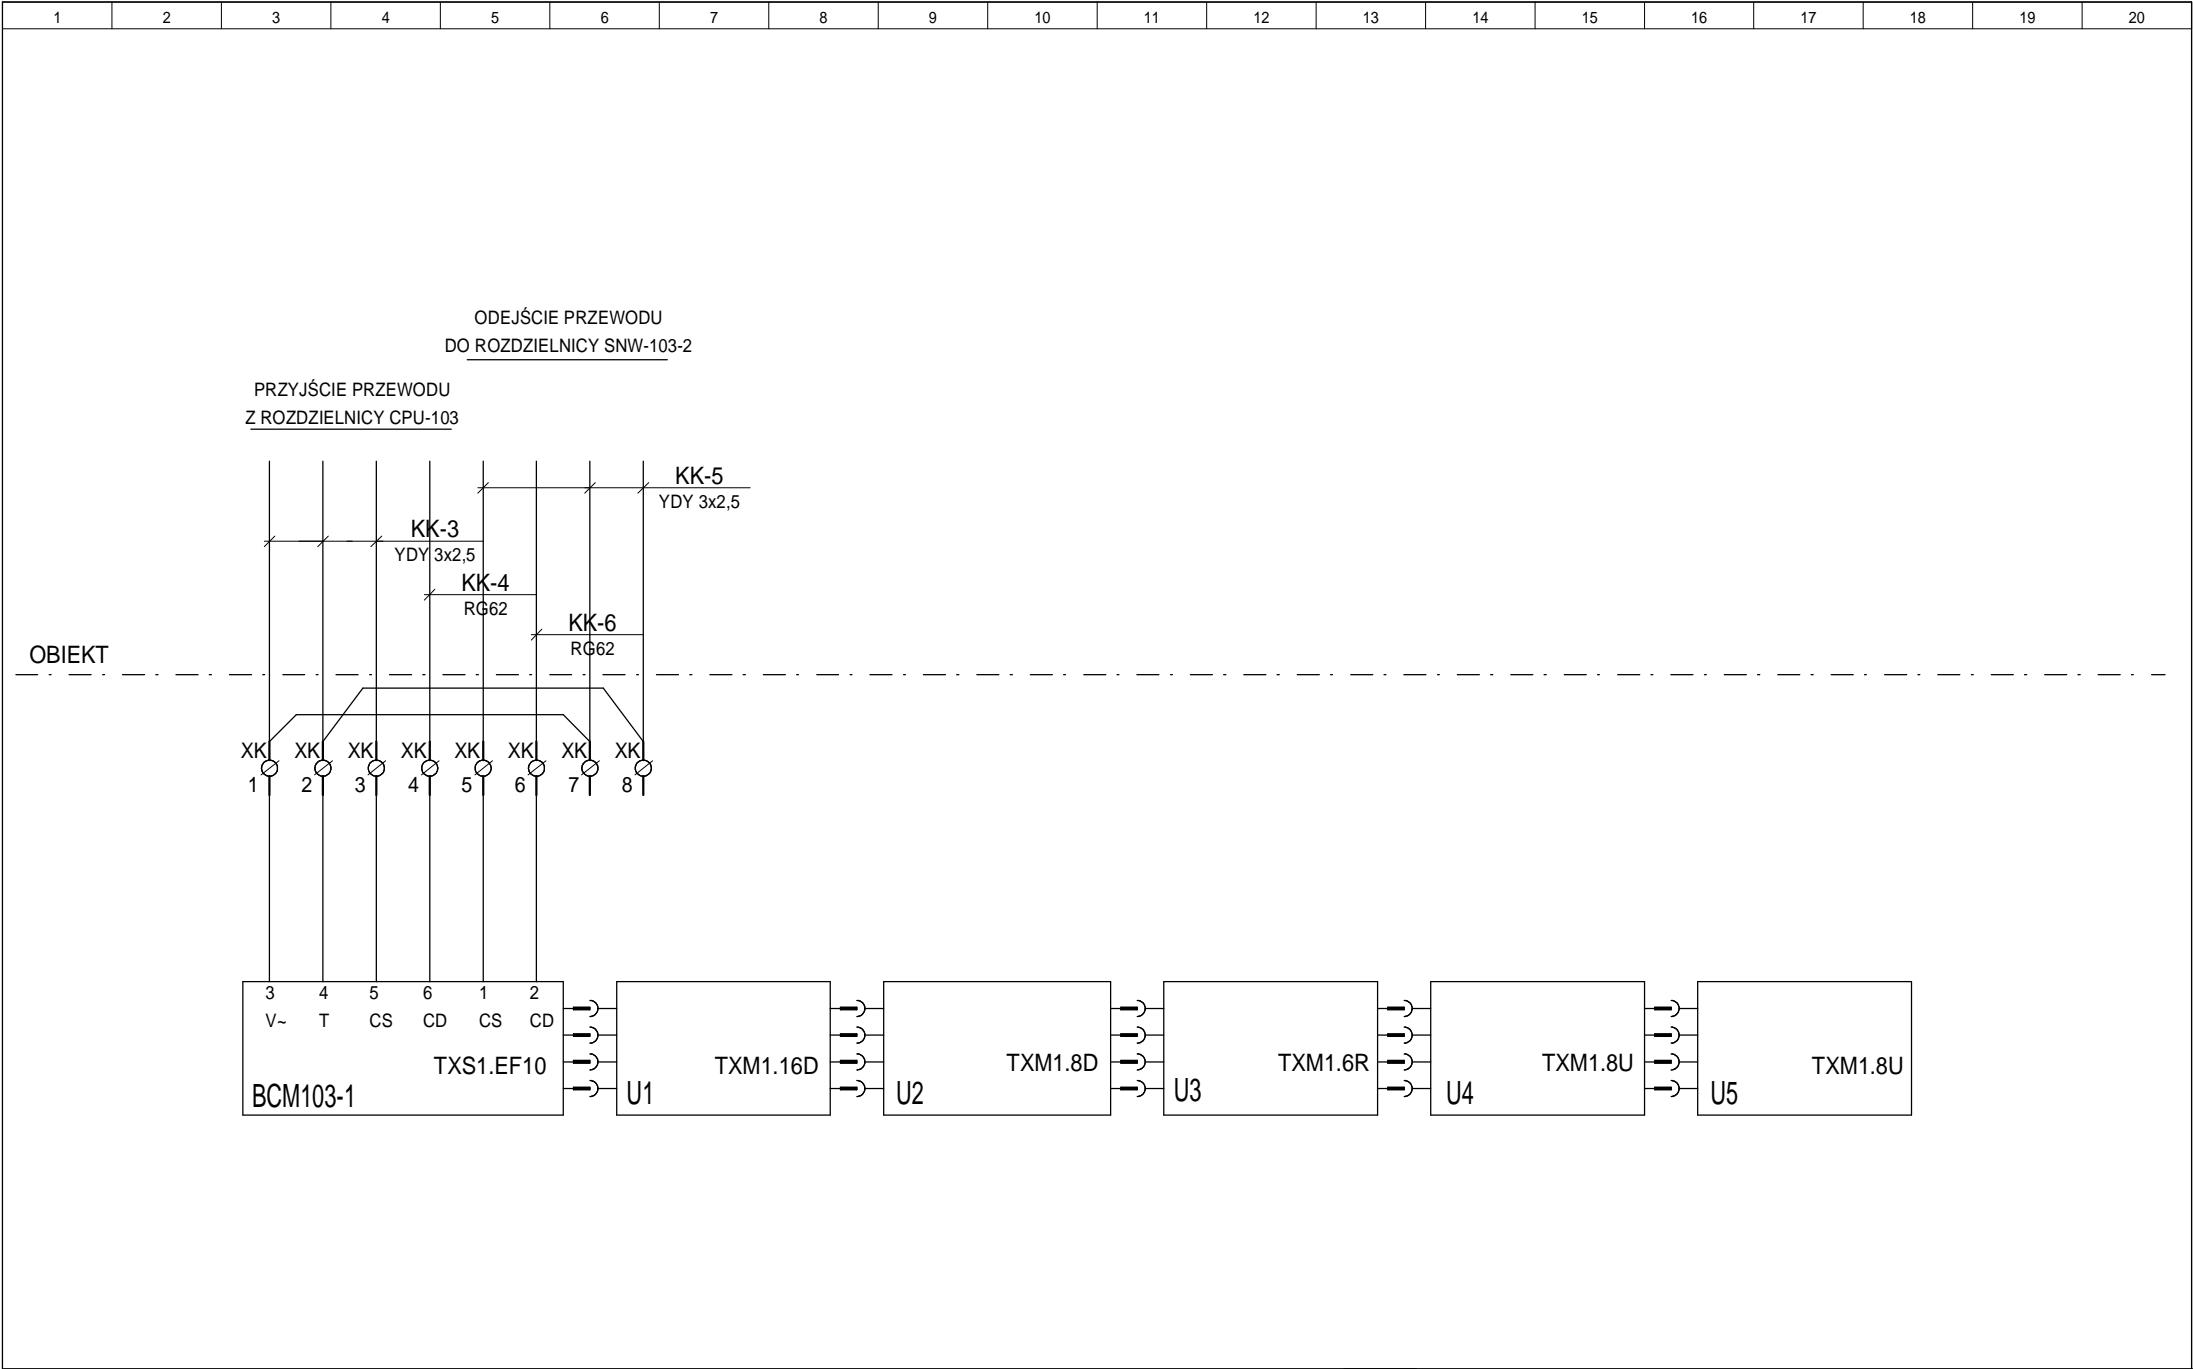 1 2 3 4 5 6 7 8 9 10 11 12 13 14 15 16 17 18 19 20
ODEJŚCIE PRZEWODU
DO ROZDZIELNICY SNW-103-2
PRZYJŚCIE PRZEWODU
Z ROZDZIELNICY CPU-103
KK-5
YDY 3x2,5
KK-3
YDY 3x2,5
KK-4
RG62
KK-6
RG62
OBIEKT
XK XK XK XK XK XK XK XK
1 2 3 4 5 6 7 8
3 4 5 6 1 2
V~ T CS CD CS CD
TXS1.EF10 TXM1.16D TXM1.8D TXM1.6R TXM1.8U TXM1.8U
BCM103-1 U1 U2 U3 U4 U5